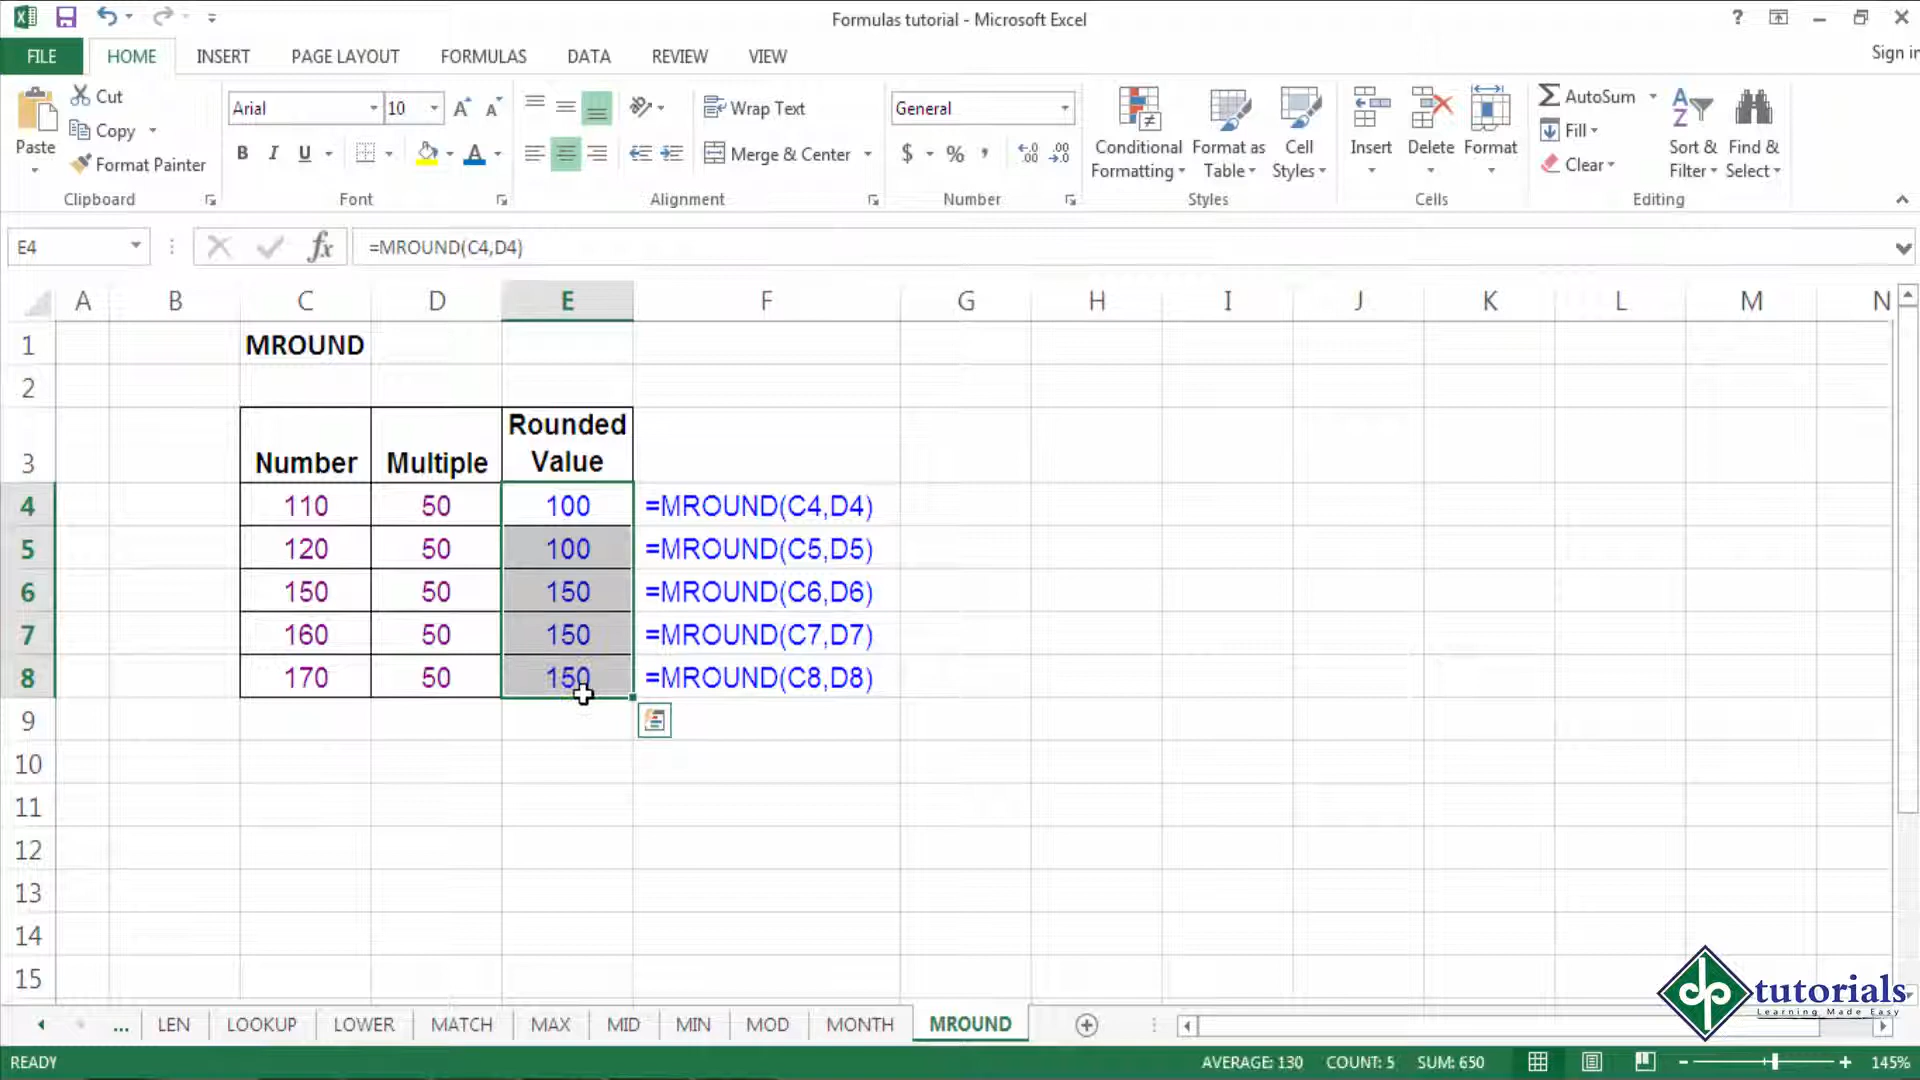 Formulas tutorial - Microsoft Excel
?
FILE HOME INSERT PAGE LAYOUT FORMULAS DATA REVIEW VIEW
Sign in
Paste
Cut
Copy
Format Painter
Clipboard
Arial 10
B I U
Font
Wrap Text
Merge & Center
Alignment
General
$ % ,
Number
Conditional
Formatting
Format as
Table
Cell
Styles
Styles
Insert
Delete
Format
Cells
AutoSum
Fill
Clear
Sort &
Filter
Find &
Select
Editing
E4 fx =MROUND(C4,D4)
A B C D E F G H I J K L M N
1 MROUND
2
3 Number Multiple Rounded
Value
4 110 50 100 =MROUND(C4,D4)
5 120 50 100 =MROUND(C5,D5)
6 150 50 150 =MROUND(C6,D6)
7 160 50 150 =MROUND(C7,D7)
8 170 50 150 =MROUND(C8,D8)
9
10
11
12
13
14
15
dp tutorials
Learning Made Easy
... LEN LOOKUP LOWER MATCH MAX MID MIN MOD MONTH MROUND
READY AVERAGE: 130 COUNT: 5 SUM: 650 145%